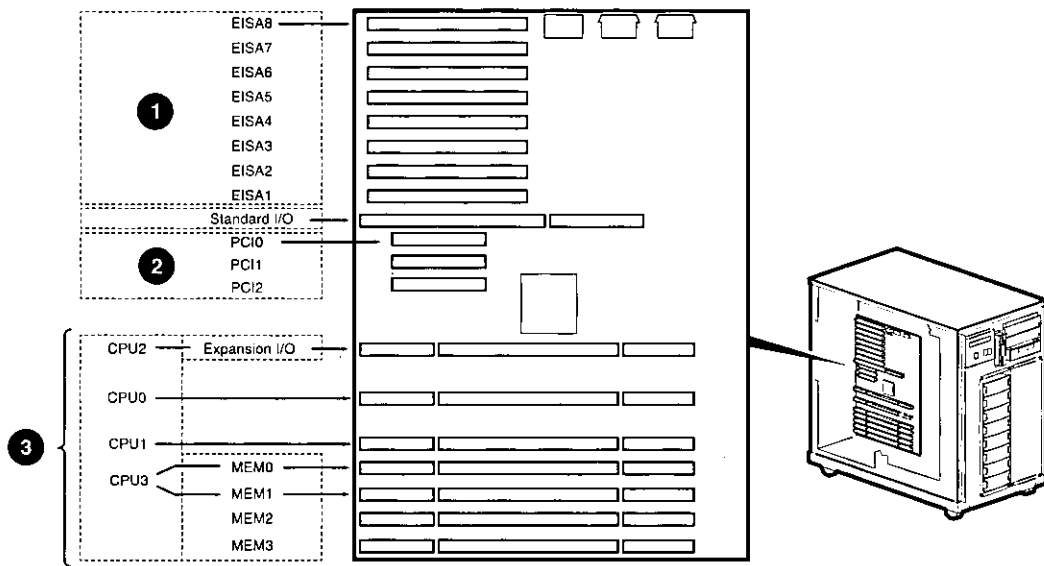 EISA8
EISA7
EISA6
EISA5
1
EISA4
EISA3
EISA2
EISA1
Standard I/O
PCI0
2
PCI1
PCI2
CPU2
Expansion I/O
CPU0
3
CPU1
MEM0
CPU3
MEM1
MEM2
MEM3